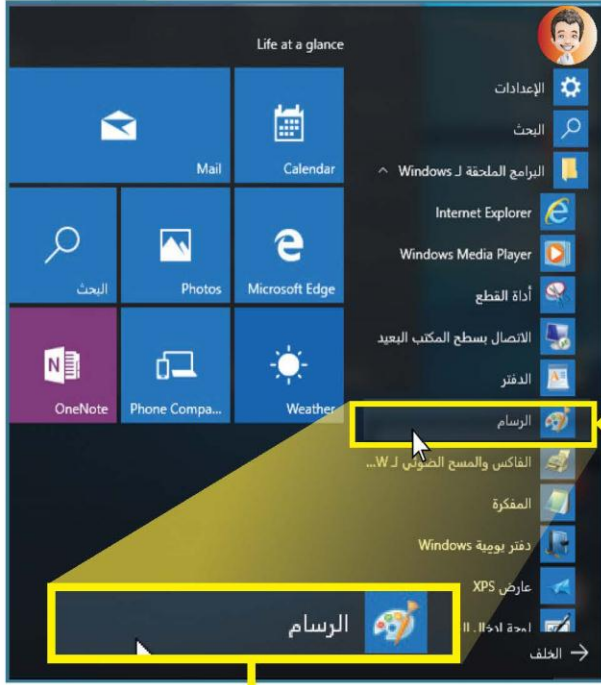 Life at a glance
الإعدادات
البحث
البرامج الملحقة لـ Windows
Internet Explorer
Windows Media Player
أداة القطع
الاتصال بسطح المكتب البعيد
الدفتر
الرسام
الفاكس والمسح الضوئي لـ W...
المفكرة
دفتر يومية Windows
عارض XPS
لوحة إدخال
الخلف
Mail
Calendar
البحث
Photos
Microsoft Edge
OneNote
Phone Compa...
Weather
الرسام